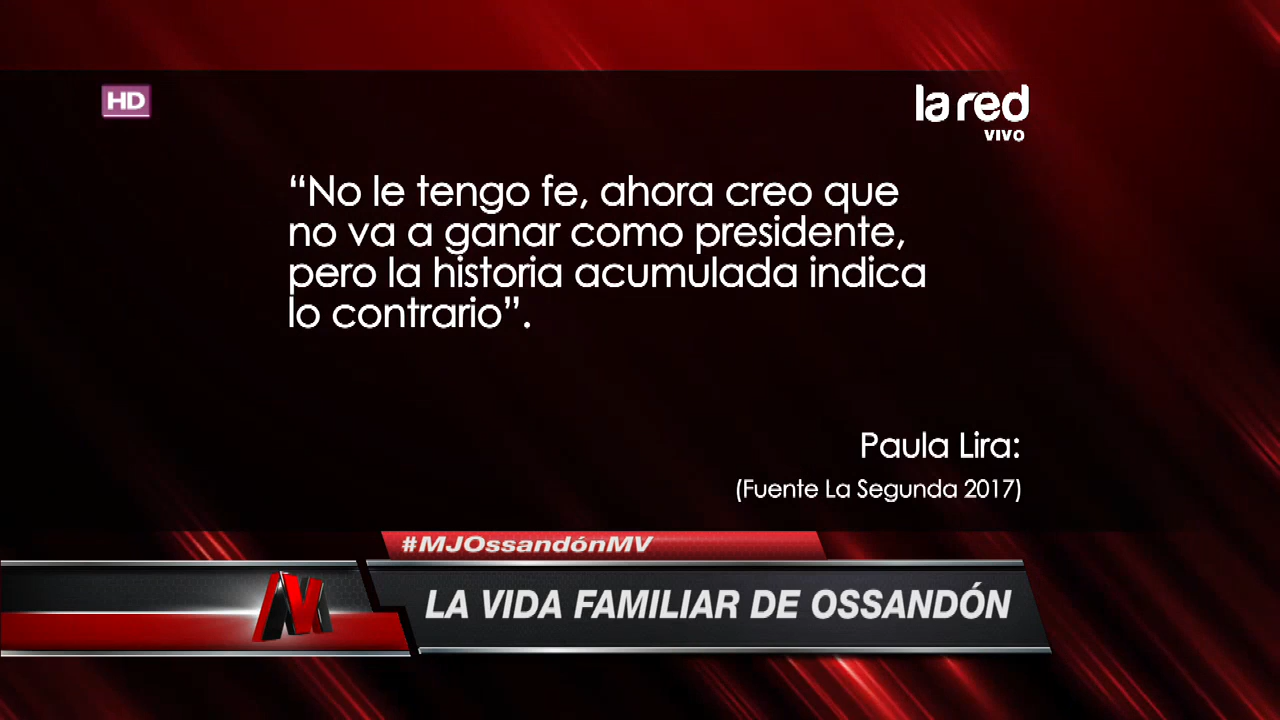 HD
la red
VIVO
“No le tengo fe, ahora creo que
no va a ganar como presidente,
pero la historia acumulada indica
lo contrario”.
Paula Lira:
(Fuente La Segunda 2017)
#MJOssandónMV
LA VIDA FAMILIAR DE OSSANDÓN